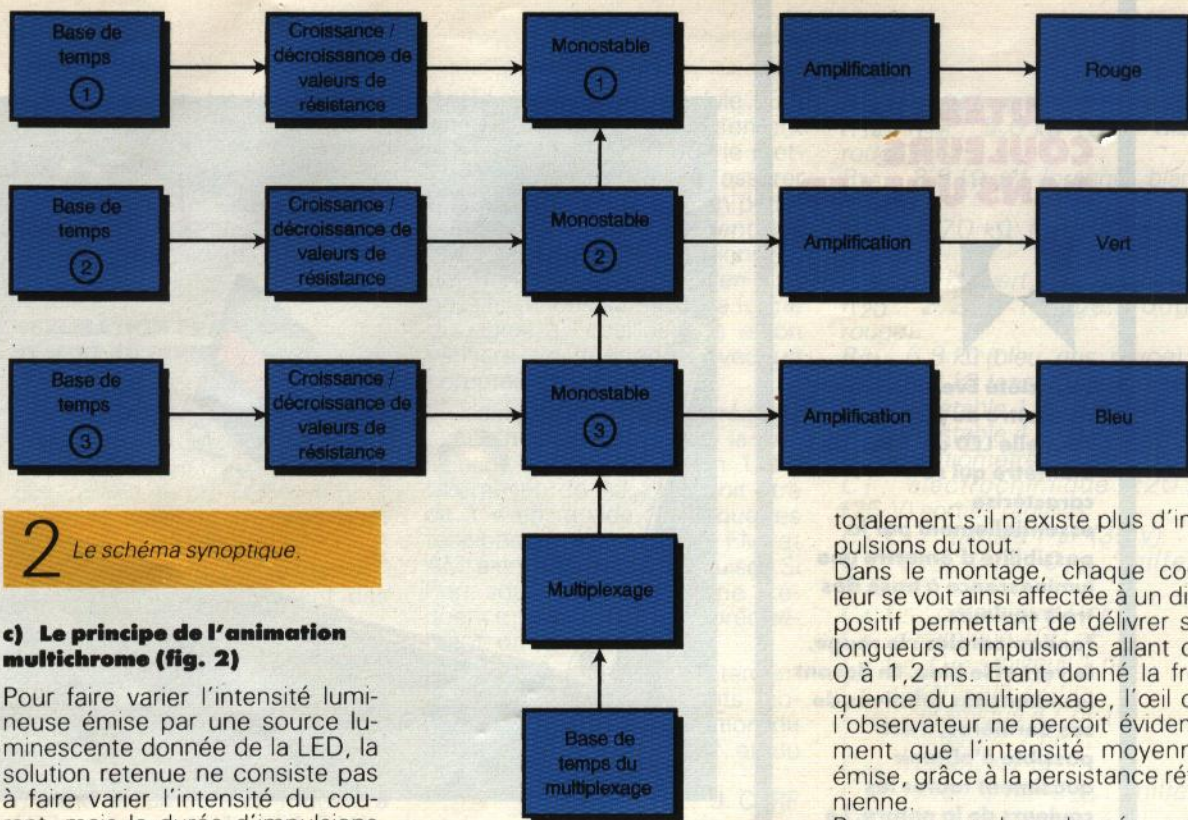 Base de
temps
1
Croissance /
décroissance de
valeurs de
résistance
Monostable
1
Amplification
Rouge
Base de
temps
2
Croissance /
décroissance de
valeurs de
résistance
Monostable
2
Amplification
Vert
Base de
temps
3
Croissance /
décroissance de
valeurs de
résistance
Monostable
3
Amplification
Bleu
Multiplexage
Base de
temps du
multiplexage
2 Le schéma synoptique.
c) Le principe de l'animation
multichrome (fig. 2)
Pour faire varier l'intensité lumi-
neuse émise par une source lu-
minescente donnée de la LED, la
solution retenue ne consiste pas
à faire varier l'intensité du cou-
totalement s'il n'existe plus d'im-
pulsions du tout.
Dans le montage, chaque cou-
leur se voit ainsi affectée à un dis-
positif permettant de délivrer
longueurs d'impulsions allant
0 à 1,2 ms. Etant donné la fré-
quence du multiplexage, l'œil
l'observateur ne perçoit évidem-
ment que l'intensité moyenne
émise, grâce à la persistance réti-
nienne.